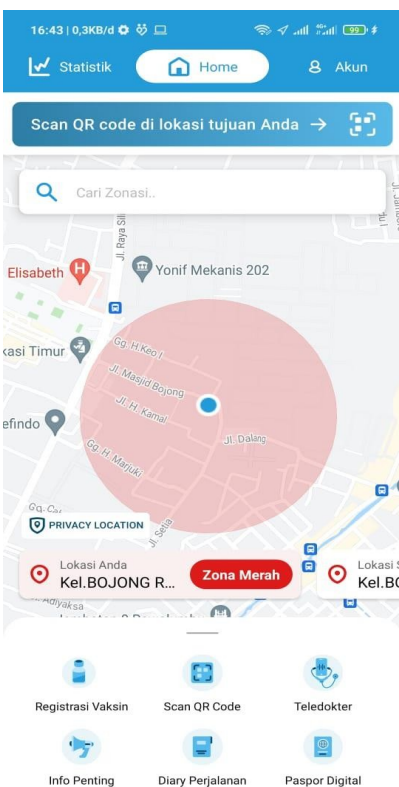 16:43 | 0,3KB/d
4G+
99
Statistik
Home
Akun
Scan QR code di lokasi tujuan Anda →
Cari Zonasi..
Jl. Raya Sili
Elisabeth
Yonif Mekanis 202
Gg. H.Keo I
kasi Timur
Jl. Masjid Bojong
Jl. H. Kamal
efindo
Jl. Dalang
Gg. H. Marjuki
PRIVACY LOCATION
Jl. Setia
Lokasi Anda
Kel.BOJONG R...
Zona Merah
Lokasi S
Kel.BO
Adiyaksa
Registrasi Vaksin
Scan QR Code
Teledokter
Info Penting
Diary Perjalanan
Paspor Digital